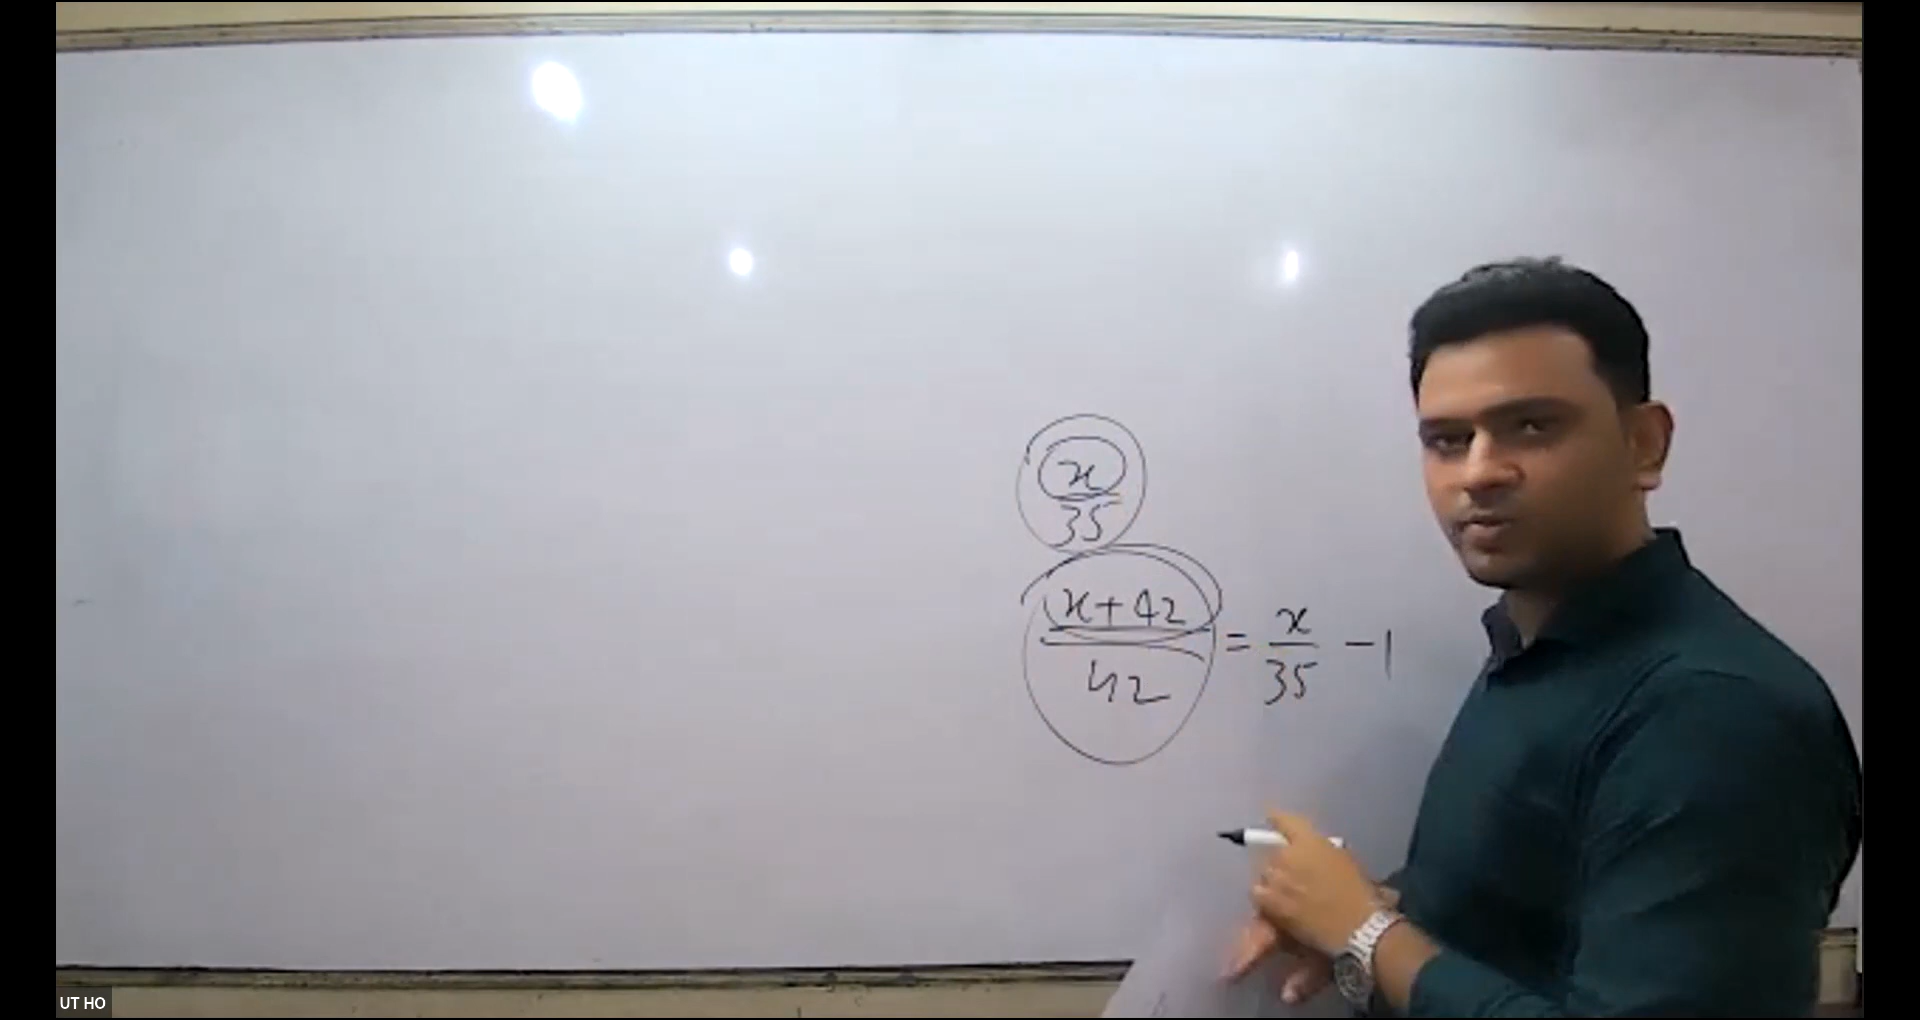 x/35
(x+42)/42 = x/35 - 1
UT HO